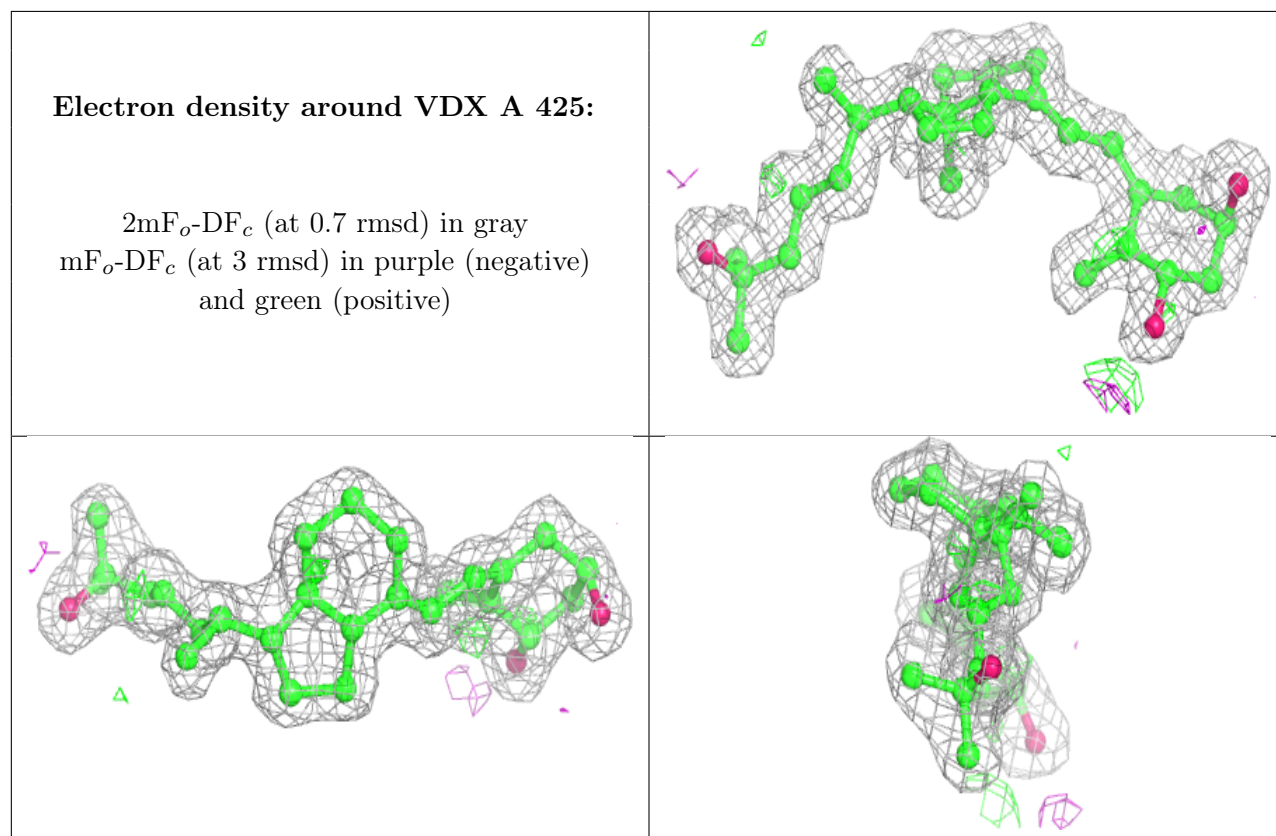 Electron density around VDX A 425:
2mFo-DFc (at 0.7 rmsd) in gray
mFo-DFc (at 3 rmsd) in purple (negative)
and green (positive)